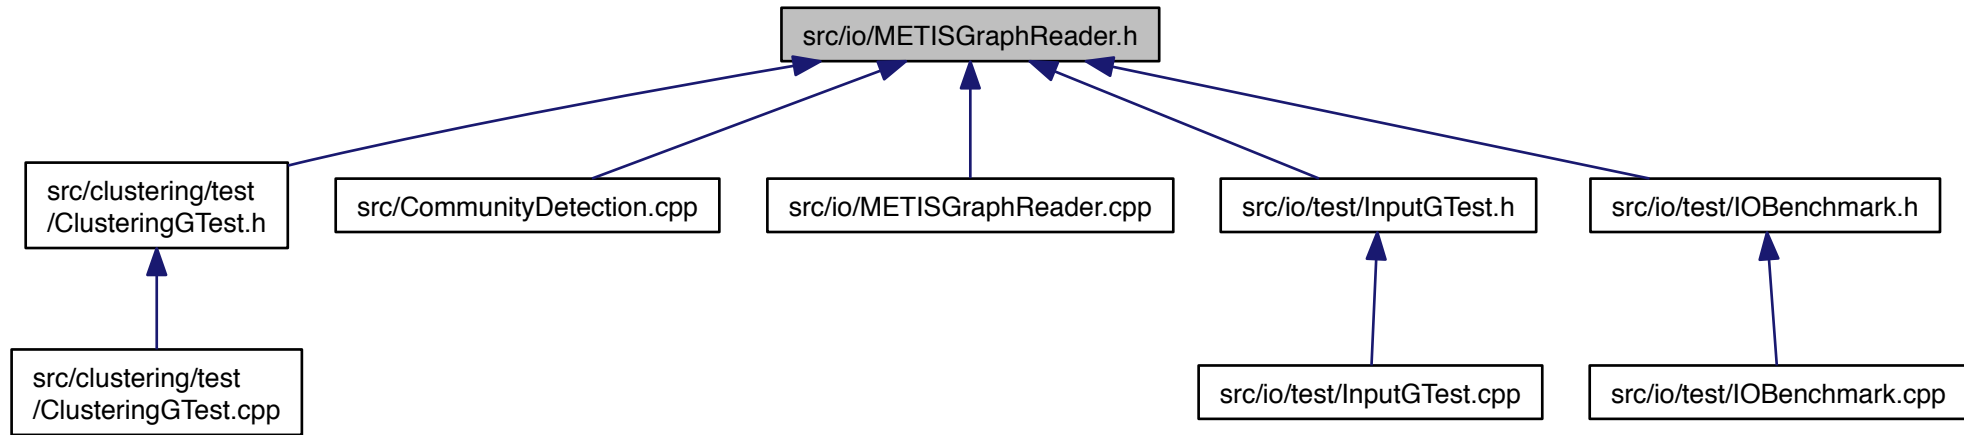 src/io/METISGraphReader.h
src/clustering/test
/ClusteringGTest.h
src/CommunityDetection.cpp
src/io/METISGraphReader.cpp
src/io/test/InputGTest.h
src/io/test/IOBenchmark.h
src/clustering/test
/ClusteringGTest.cpp
src/io/test/InputGTest.cpp
src/io/test/IOBenchmark.cpp